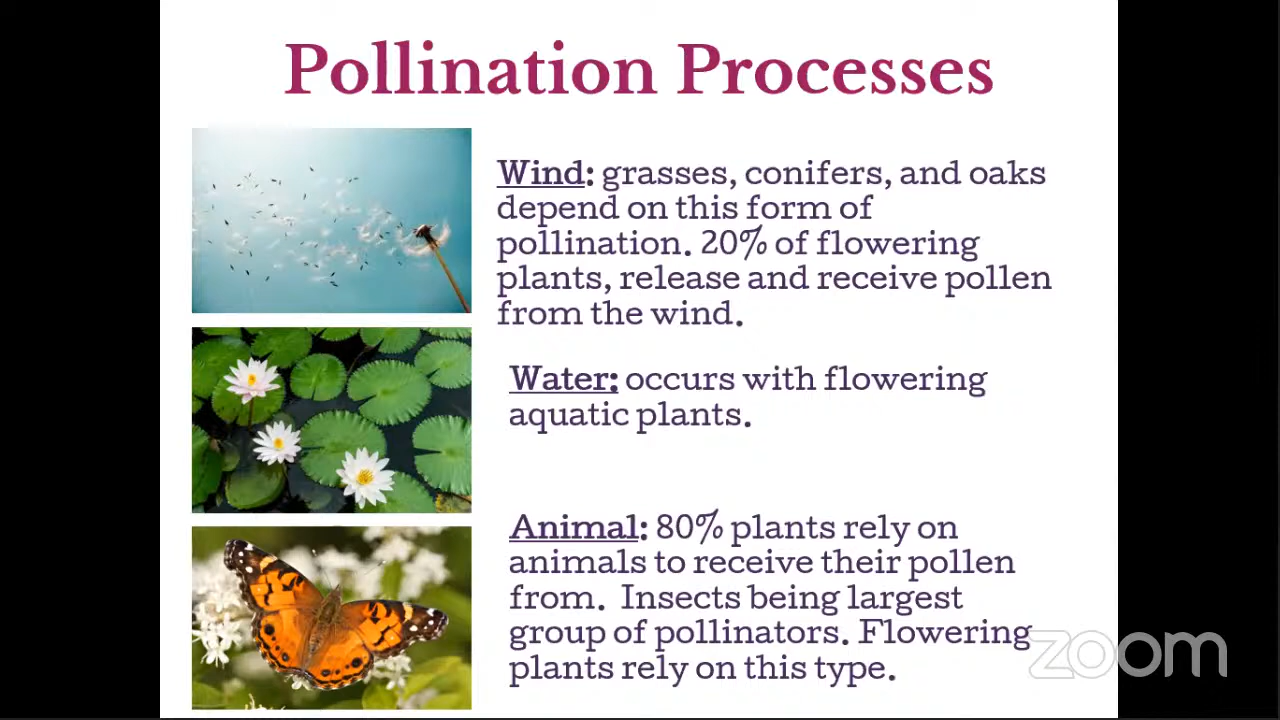 Pollination Processes
Wind: grasses, conifers, and oaks
depend on this form of
pollination. 20% of flowering
plants, release and receive pollen
from the wind.
Water: occurs with flowering
aquatic plants.
Animal: 80% plants rely on
animals to receive their pollen
from.  Insects being largest
group of pollinators. Flowering
plants rely on this type.
zoom